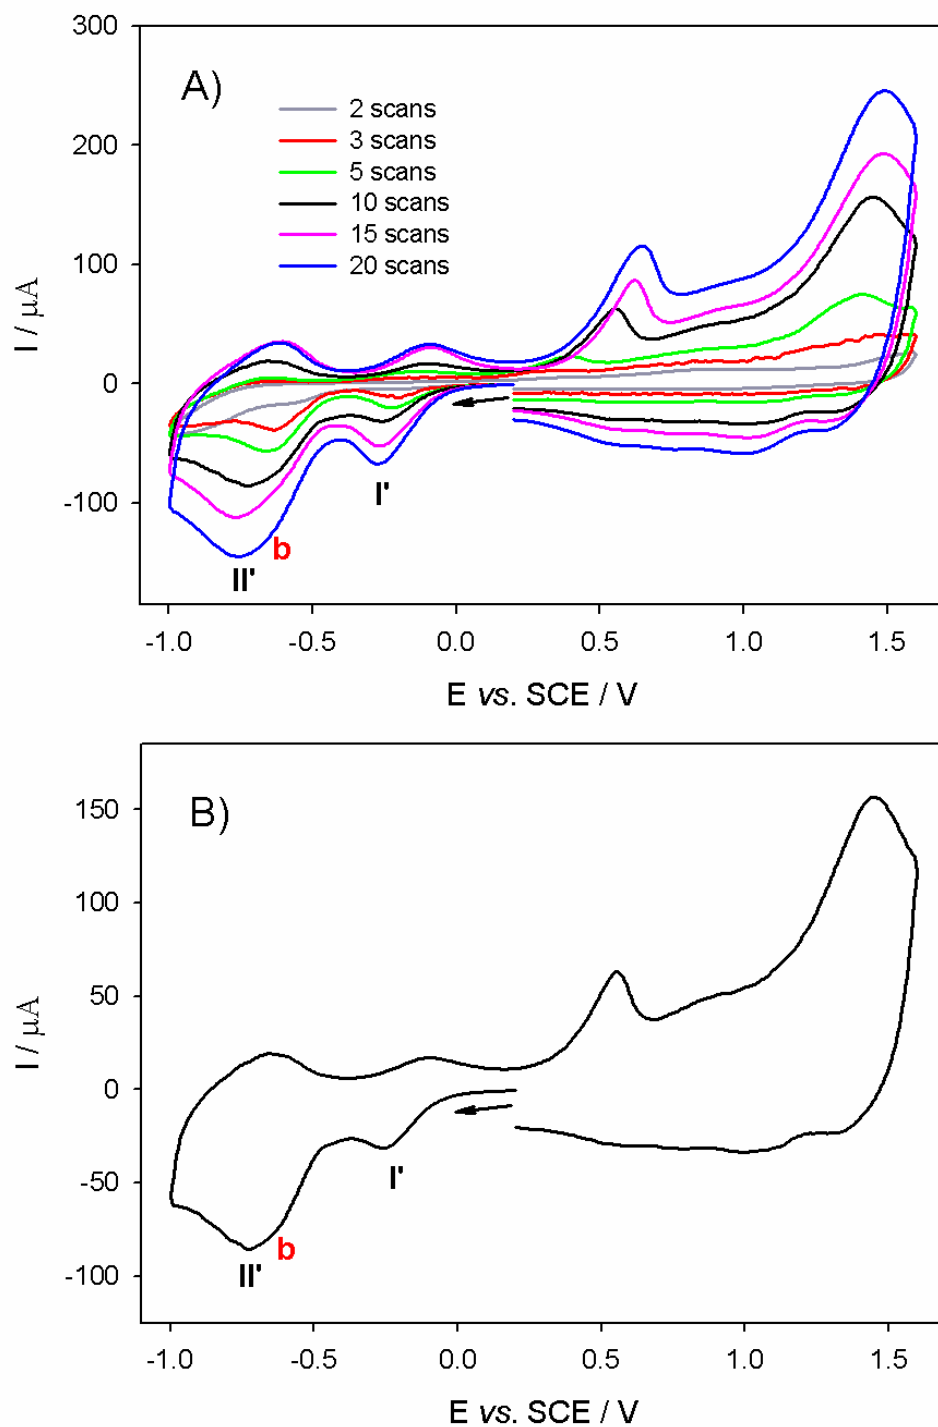 300
A)
2 scans
3 scans
5 scans
10 scans
15 scans
20 scans
200
100
0
-100
I / µA
I'
b
II'
-1.0 -0.5 0.0 0.5 1.0 1.5
E vs. SCE / V
B)
150
100
50
0
-50
-100
I / µA
I'
b
II'
-1.0 -0.5 0.0 0.5 1.0 1.5
E vs. SCE / V